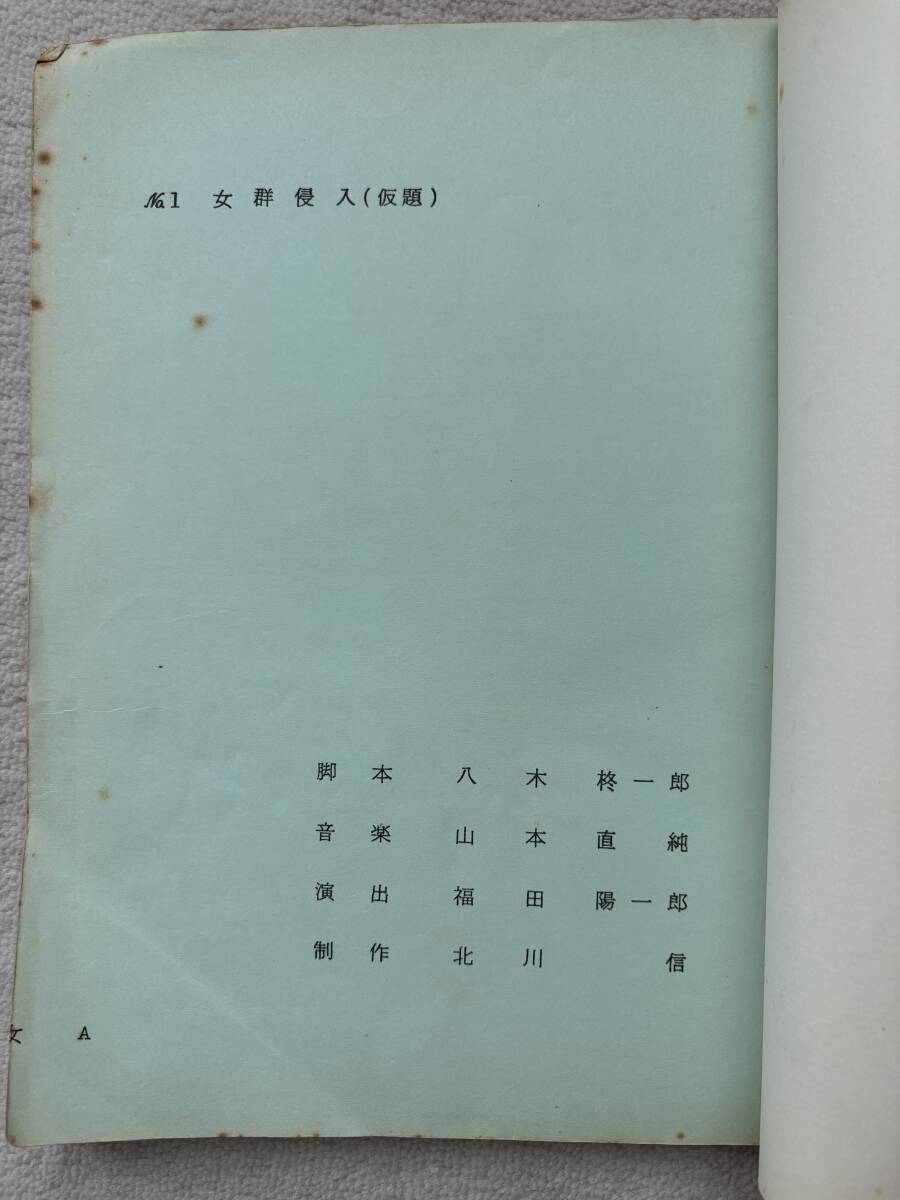 №1 女群侵入(仮題)
脚本 八木柊一郎
音楽 山本直純
演出 福田陽一郎
制作 北川信
女 A